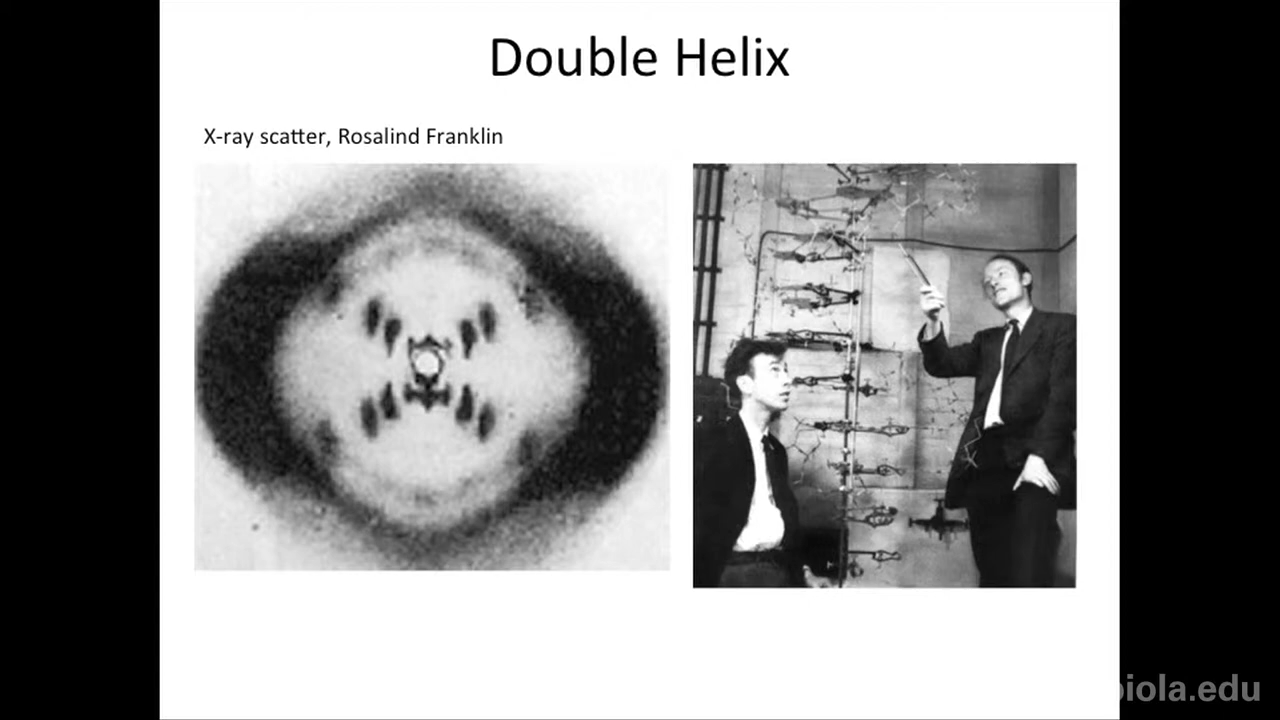 Double Helix
X-ray scatter, Rosalind Franklin
biola.edu